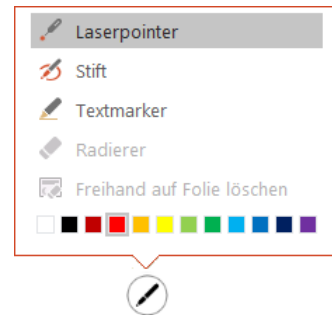 Laserpointer
Stift
Textmarker
Radierer
Freihand auf Folie löschen